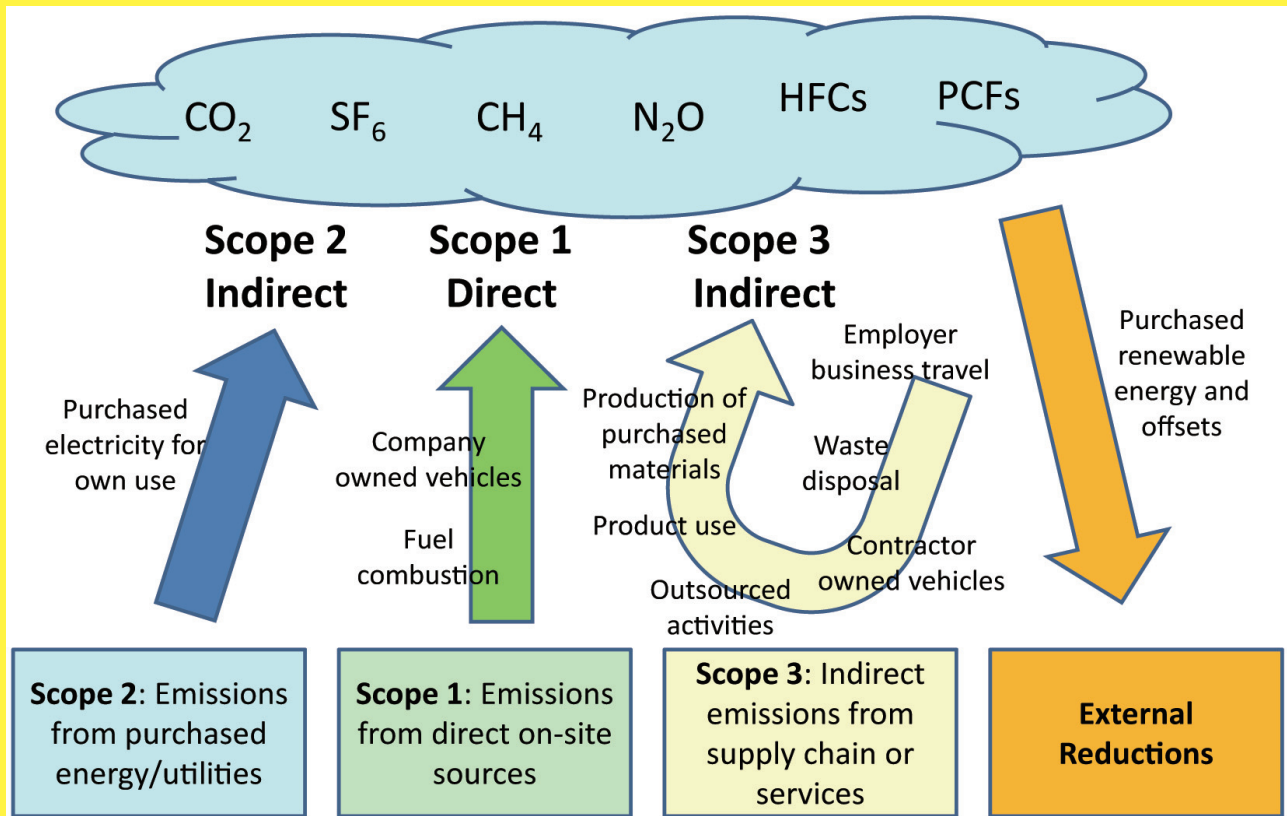 CO₂ SF₆ CH₄ N₂O HFCs PCFs
Scope 2
Indirect
Scope 1
Direct
Scope 3
Indirect
Purchased
electricity for
own use
Company
owned vehicles
Fuel
combustion
Employer
business travel
Production of
purchased
materials
Waste
disposal
Product use
Contractor
owned vehicles
Outsourced
activities
Purchased
renewable
energy and
offsets
Scope 2: Emissions
from purchased
energy/utilities
Scope 1: Emissions
from direct on-site
sources
Scope 3: Indirect
emissions from
supply chain or
services
External
Reductions